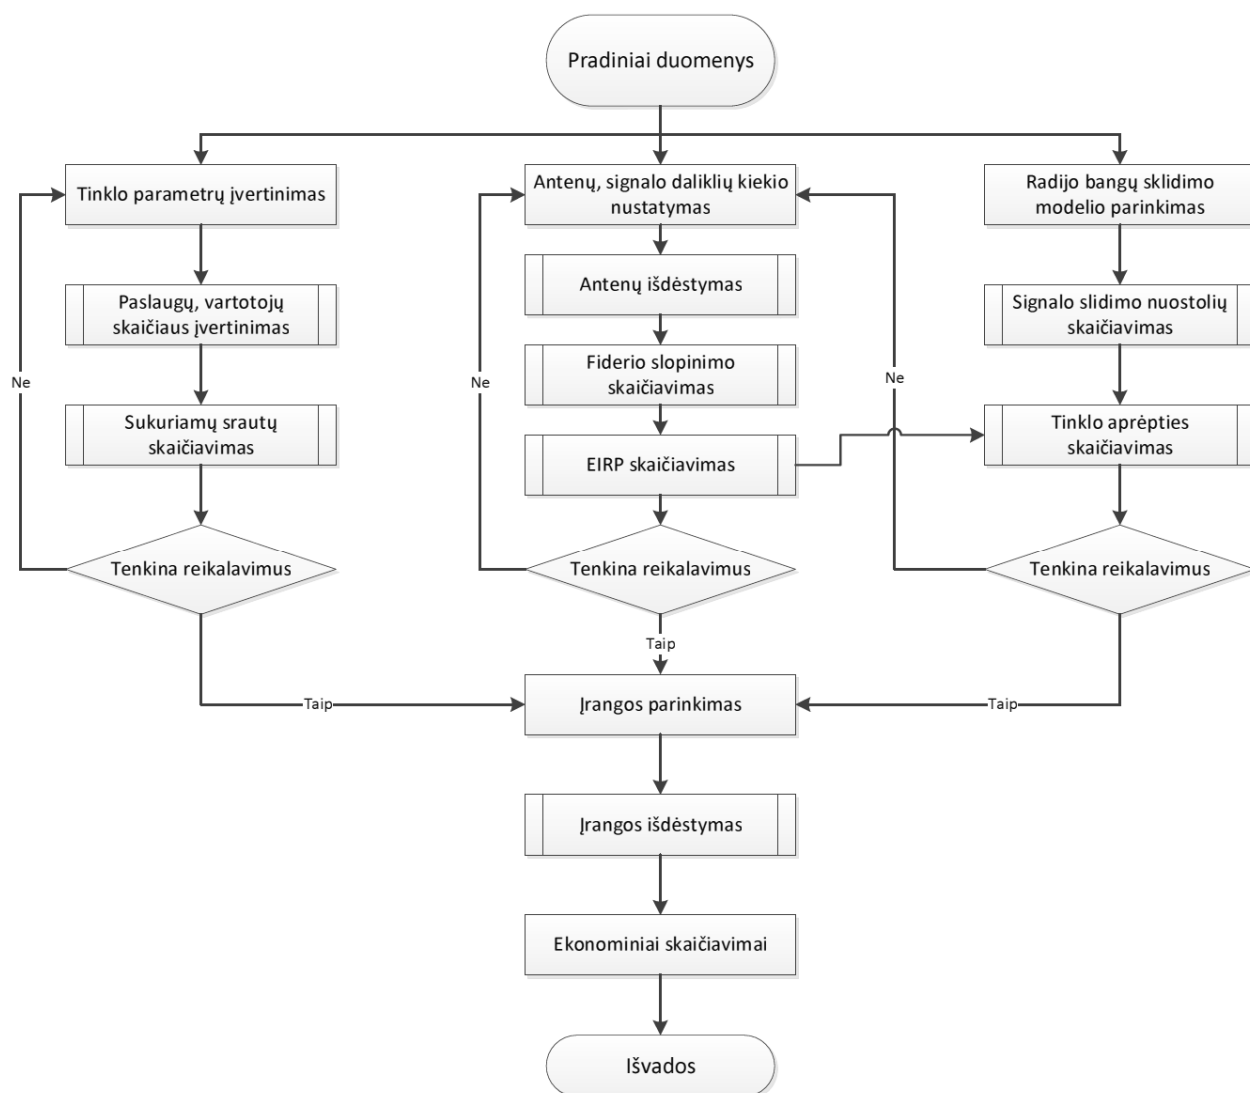 Pradiniai duomenys
Tinklo parametrų įvertinimas
Paslaugų, vartotojų
skaičiaus įvertinimas
Sukuriamų srautų
skaičiavimas
Ne
Tenkina reikalavimus
Taip
Antenų, signalo daliklių kiekio
nustatymas
Antenų išdėstymas
Fiderio slopinimo
skaičiavimas
Ne
EIRP skaičiavimas
Tenkina reikalavimus
Taip
Radijo bangų sklidimo
modelio parinkimas
Signalo slidimo nuostolių
skaičiavimas
Ne
Tinklo aprėpties
skaičiavimas
Tenkina reikalavimus
Taip
Įrangos parinkimas
Įrangos išdėstymas
Ekonominiai skaičiavimai
Išvados